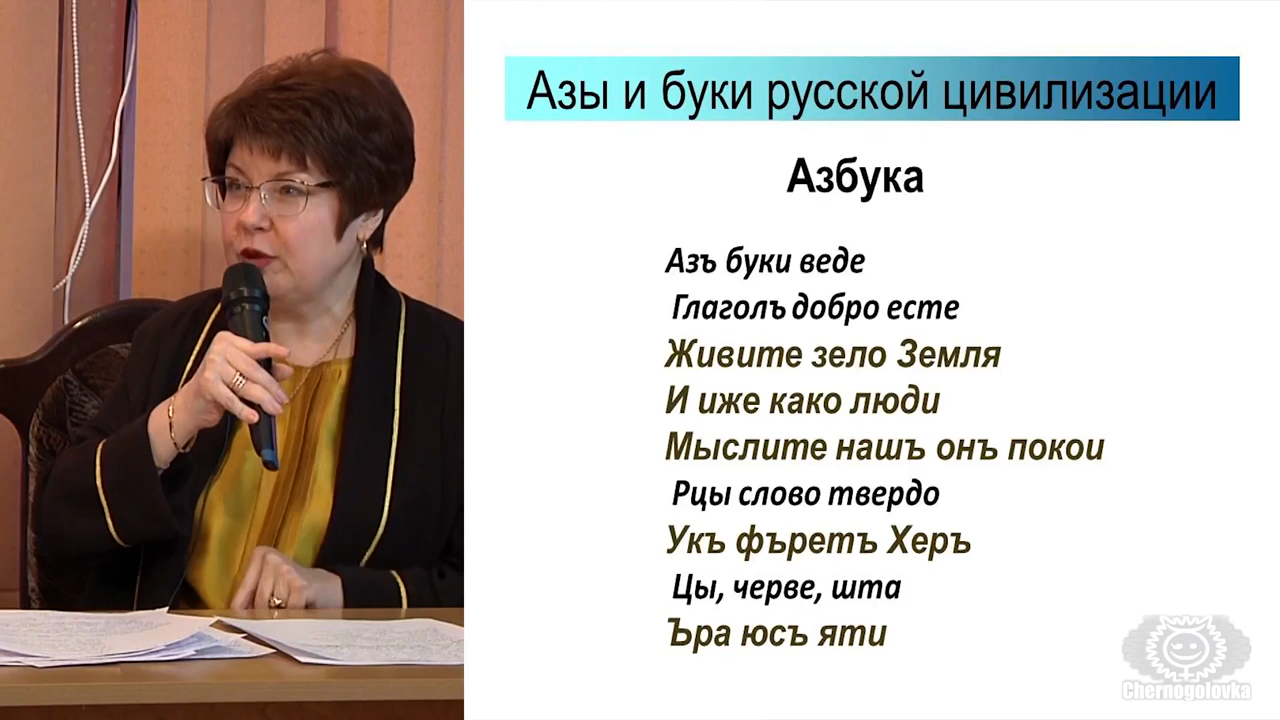 Азы и буки русской цивилизации
Азбука
Азъ буки веде
Глаголъ добро есте
Живите зело Земля
И иже како люди
Мыслите нашъ онъ покои
Рцы слово твердо
Укъ фъретъ Херъ
Цы, черве, шта
Ъра юсъ яти
Chernogolovka